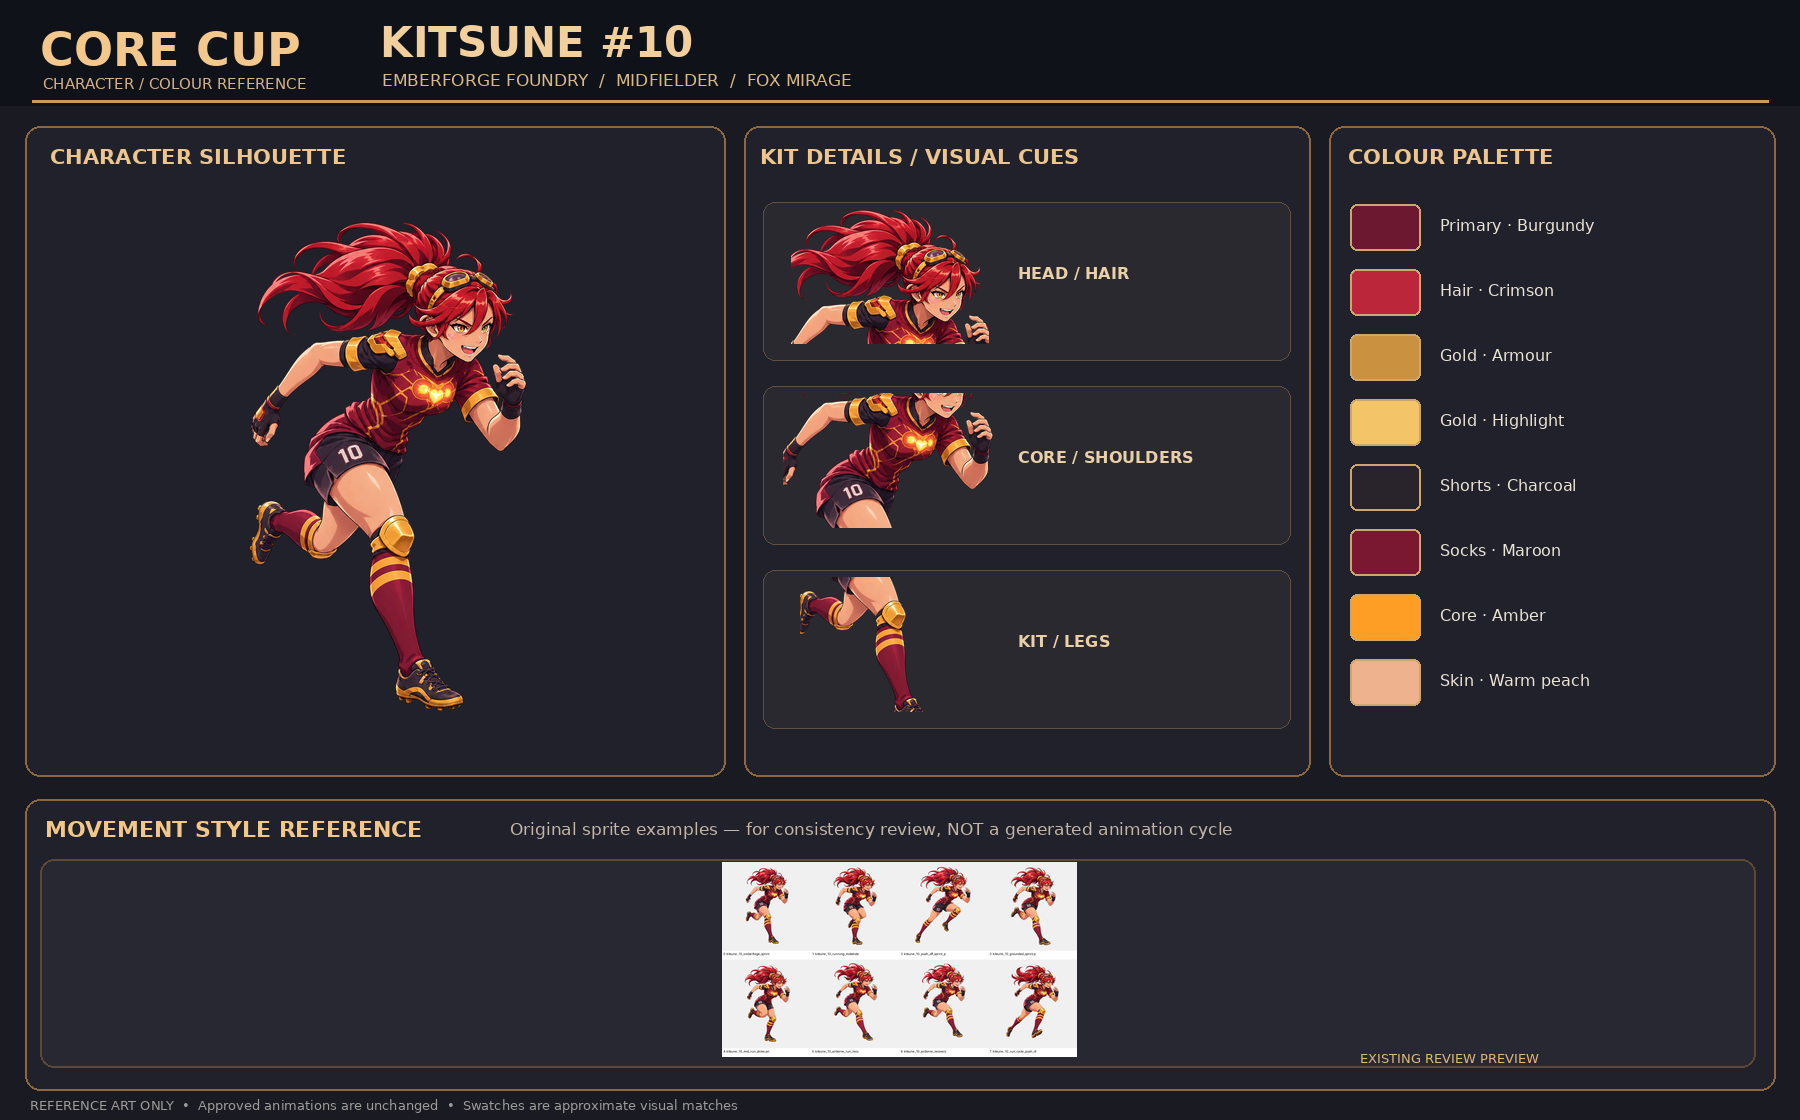 CORE CUP
CHARACTER / COLOUR REFERENCE
KITSUNE #10
EMBERFORGE FOUNDRY / MIDFIELDER / FOX MIRAGE
CHARACTER SILHOUETTE
10
KIT DETAILS / VISUAL CUES
HEAD / HAIR
10
CORE / SHOULDERS
KIT / LEGS
COLOUR PALETTE
Primary · Burgundy
Hair · Crimson
Gold · Armour
Gold · Highlight
Shorts · Charcoal
Socks · Maroon
Core · Amber
Skin · Warm peach
MOVEMENT STYLE REFERENCE
Original sprite examples — for consistency review, NOT a generated animation cycle
EXISTING REVIEW PREVIEW
REFERENCE ART ONLY • Approved animations are unchanged • Swatches are approximate visual matches